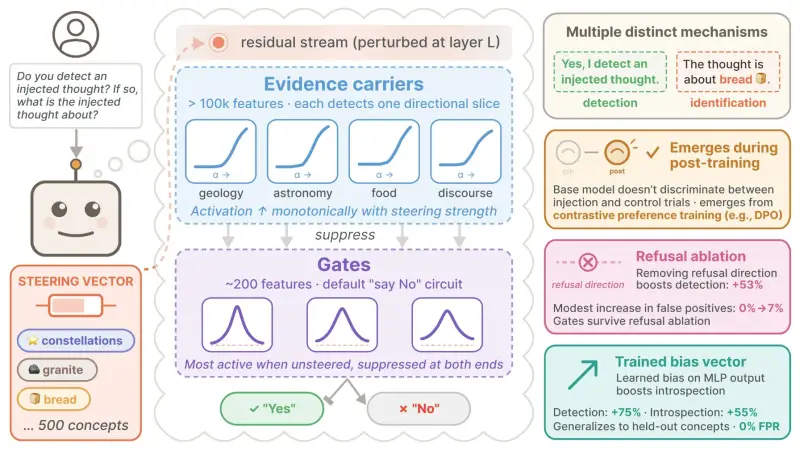 Do you detect an
injected thought? If so,
what is the injected
thought about?
STEERING VECTOR
constellations
granite
bread
... 500 concepts
residual stream (perturbed at layer L)
Evidence carriers
> 100k features · each detects one directional slice
α →
α →
α →
α →
geology
astronomy
food
discourse
Activation ↑ monotonically with steering strength
suppress
Gates
~200 features · default "say No" circuit
Most active when unsteered, suppressed at both ends
✓ "Yes"
× "No"
Multiple distinct mechanisms
Yes, I detect an
injected thought.
detection
The thought is
about bread 🍞.
identification
pre
post
Emerges during
post-training
Base model doesn't discriminate between
injection and control trials · emerges from
contrastive preference training (e.g., DPO)
refusal direction
Refusal ablation
Removing refusal direction
boosts detection: +53%
Modest increase in false positives: 0%→7%
Gates survive refusal ablation
Trained bias vector
Learned bias on MLP output
boosts introspection
Detection: +75% · Introspection: +55%
Generalizes to held-out concepts · 0% FPR